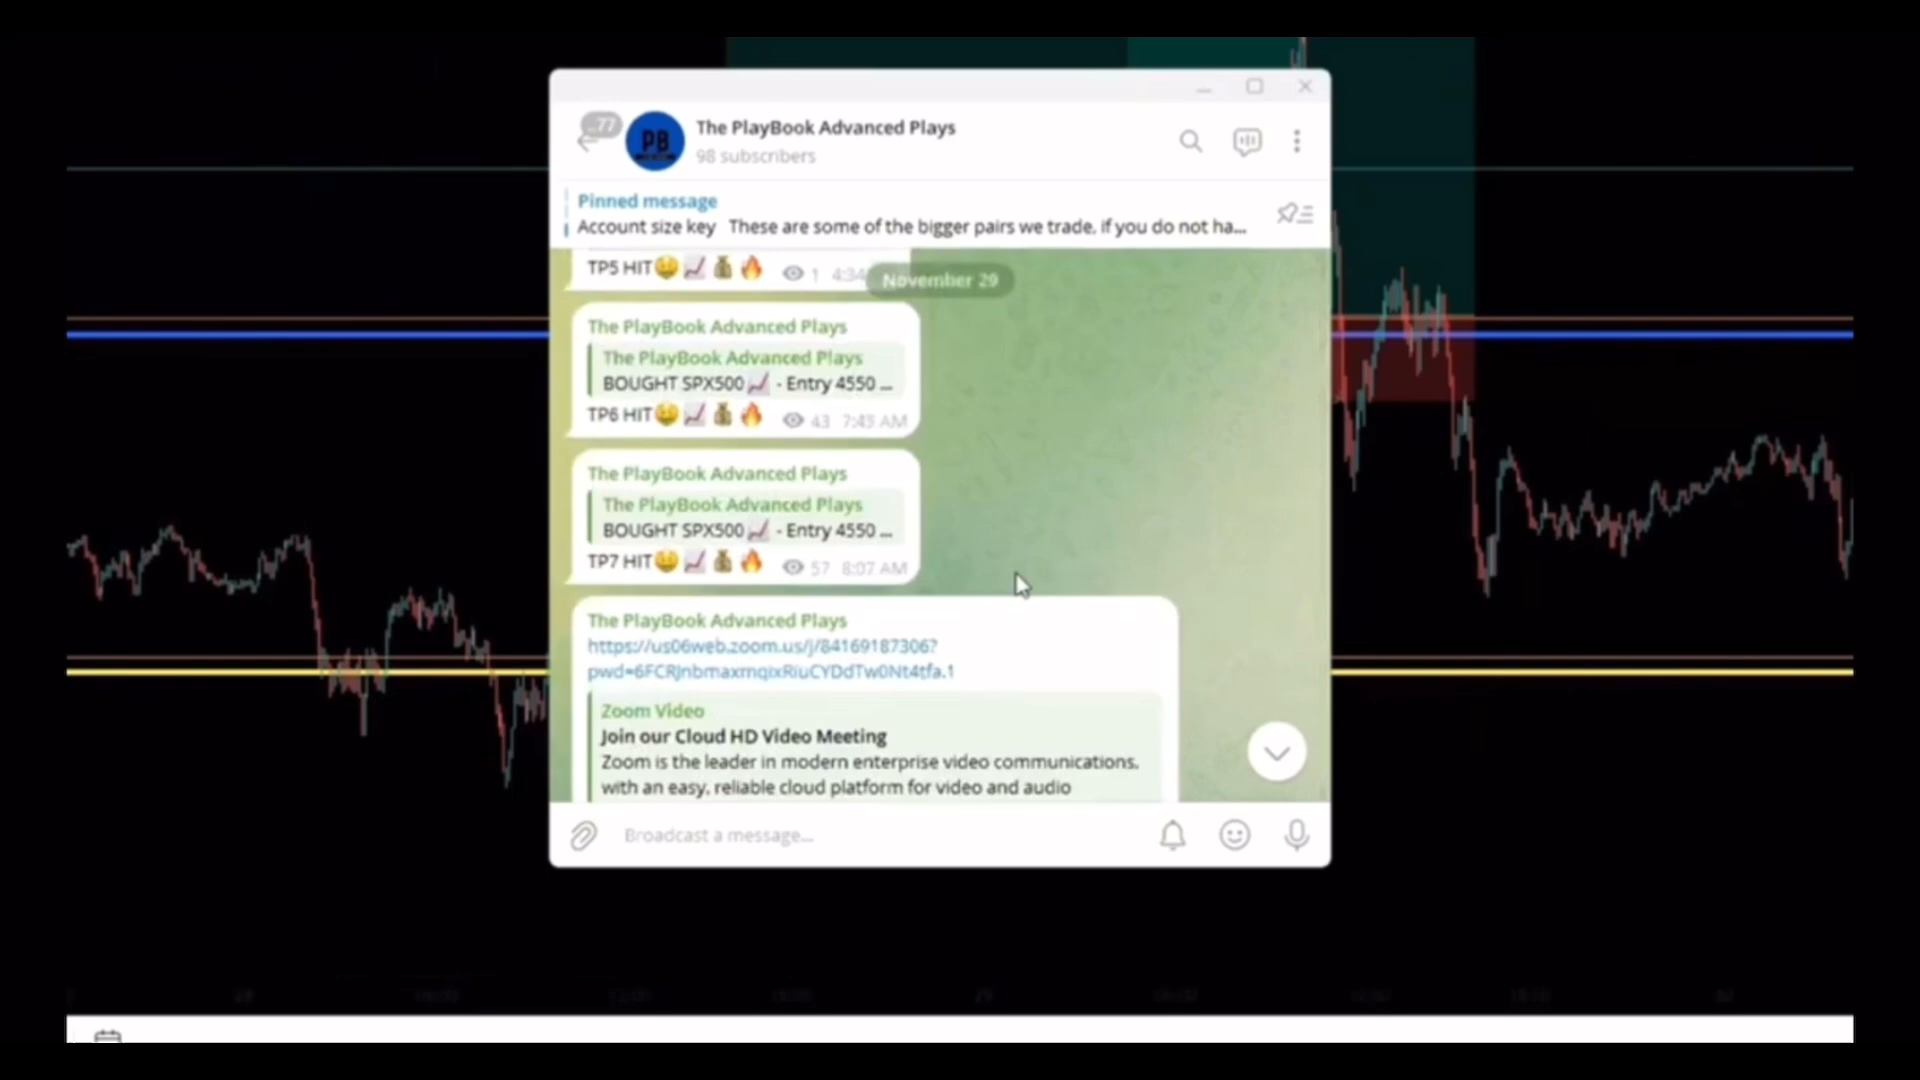 ..77
PB
The PlayBook Advanced Plays
98 subscribers
Pinned message
Account size key These are some of the bigger pairs we trade, if you do not ha...
TP5 HIT🤑📈💰🔥 1 4:34
November 29
The PlayBook Advanced Plays
The PlayBook Advanced Plays
BOUGHT SPX500📈 - Entry 4550 ...
TP6 HIT🤑📈💰🔥 43 7:45 AM
The PlayBook Advanced Plays
The PlayBook Advanced Plays
BOUGHT SPX500📈 - Entry 4550 ...
TP7 HIT🤑📈💰🔥 57 8:07 AM
The PlayBook Advanced Plays
https://us06web.zoom.us/j/84169187306?
Zoom Video
Join our Cloud HD Video Meeting
Zoom is the leader in modern enterprise video communications,
with an easy, reliable cloud platform for video and audio
Broadcast a message...